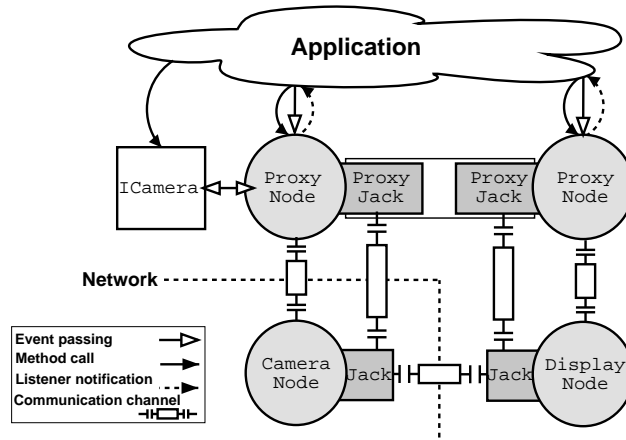 Application
ICamera
Proxy
Node
Proxy
Jack
Proxy
Jack
Proxy
Node
Network
Event passing
Method call
Listener notification
Communication channel
Camera
Node
Jack
Jack
Display
Node